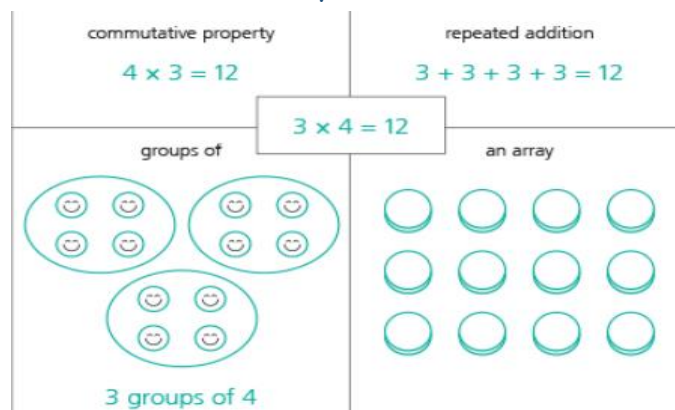 commutative property
4 × 3 = 12
repeated addition
3 + 3 + 3 + 3 = 12
3 × 4 = 12
groups of
3 groups of 4
an array